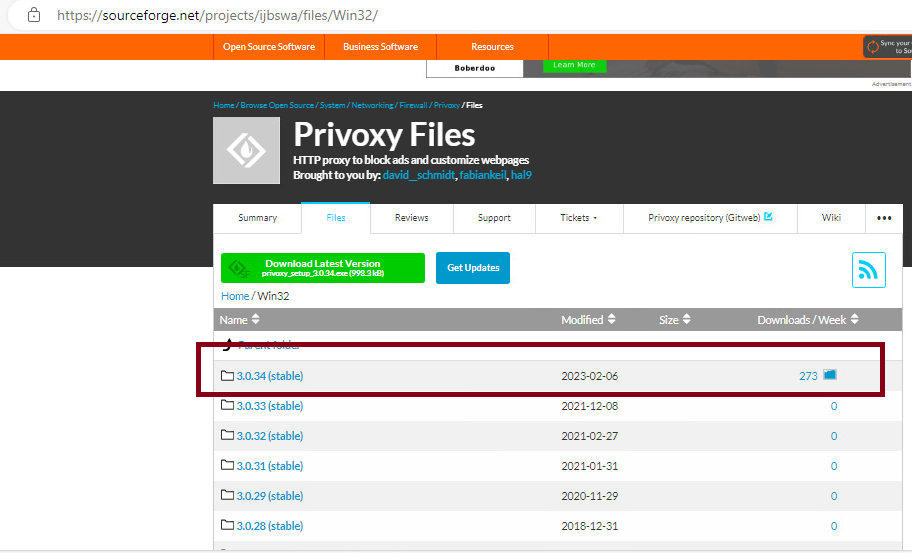 https://sourceforge.net/projects/ijbswa/files/Win32/
Open Source Software Business Software Resources
Sync your
to So
Boberdoo Learn More
Advertisement
Home / Browse Open Source / System / Networking / Firewall / Privoxy / Files
Privoxy Files
HTTP proxy to block ads and customize webpages
Brought to you by: david__schmidt, fabiankeil, hal9
Summary Files Reviews Support Tickets Privoxy repository (Gitweb) Wiki •••
Download Latest Version
privoxy_setup_3.0.34.exe (998.3 kB)
Get Updates
Home / Win32
Name Modified Size Downloads / Week
Parent folder
3.0.34 (stable) 2023-02-06 273
3.0.33 (stable) 2021-12-08 0
3.0.32 (stable) 2021-02-27 0
3.0.31 (stable) 2021-01-31 0
3.0.29 (stable) 2020-11-29 0
3.0.28 (stable) 2018-12-31 0